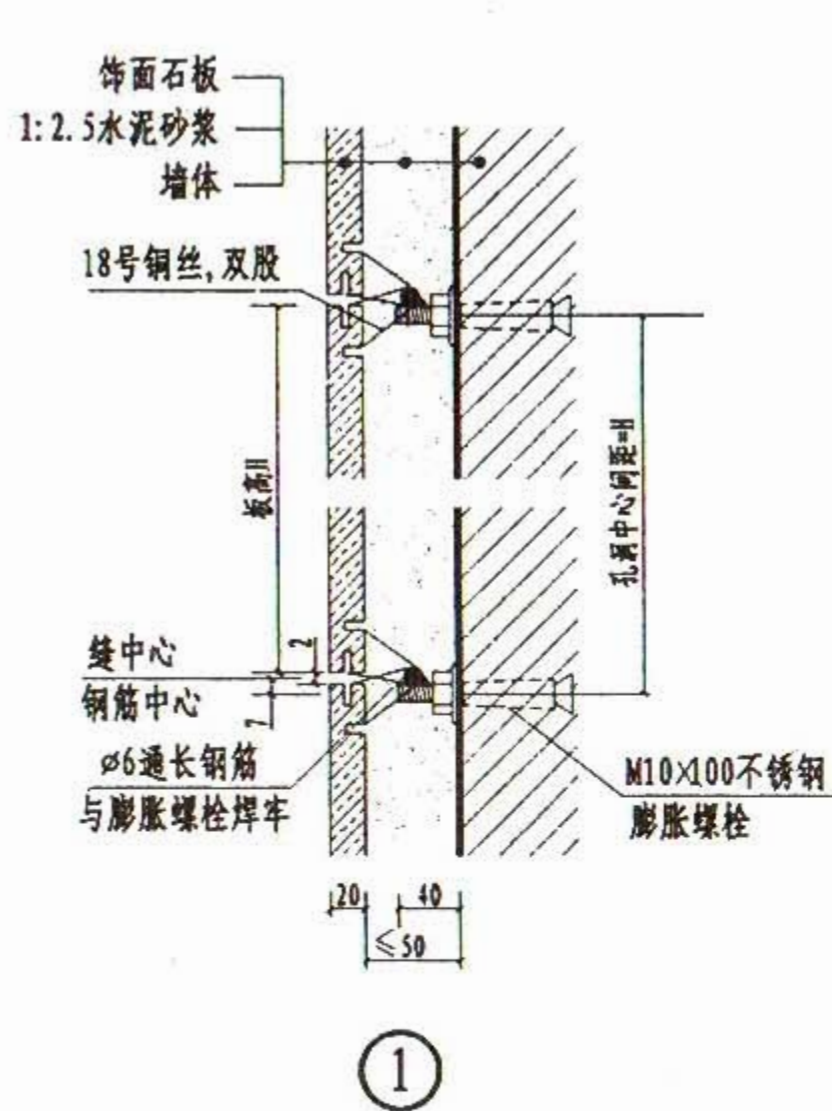 饰面石板
1:2.5水泥砂浆
墙体
18号铜丝,双股
板高H
孔洞中心间距=H
缝中心
2
钢筋中心
7
ø6通长钢筋
与膨胀螺栓焊牢
M10×100不锈钢
膨胀螺栓
20
40
≤50
1